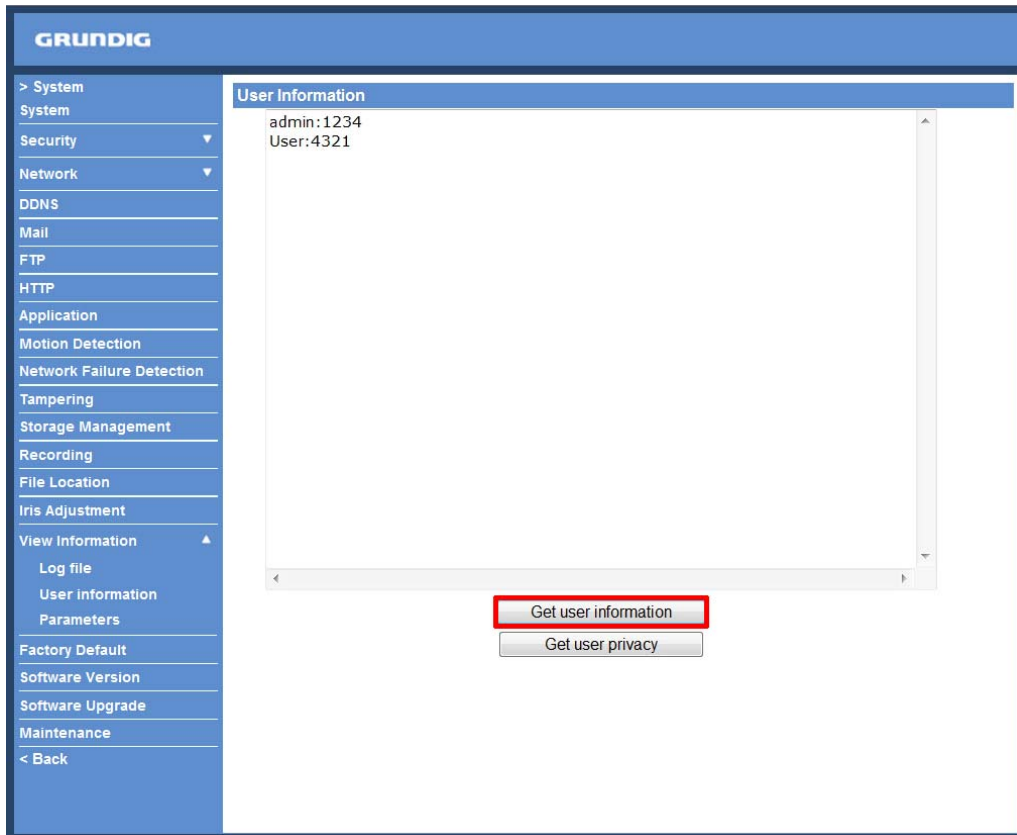 GRUNDIG
> System
System
Security
Network
DDNS
Mail
FTP
HTTP
Application
Motion Detection
Network Failure Detection
Tampering
Storage Management
Recording
File Location
Iris Adjustment
View Information
Log file
User information
Parameters
Factory Default
Software Version
Software Upgrade
Maintenance
< Back
User Information
admin:1234
User:4321
Get user information
Get user privacy